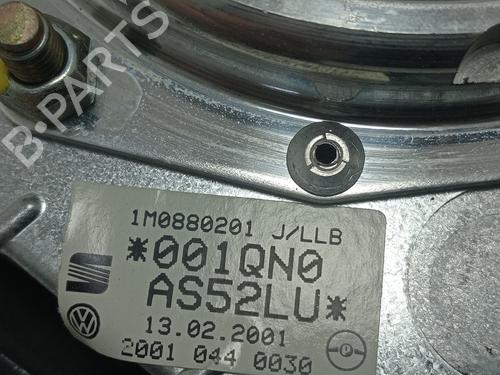 B-PARTS
1M0880201 J/LLB
*001QN0
AS52LU*
13.02.2001
2001 044 0030